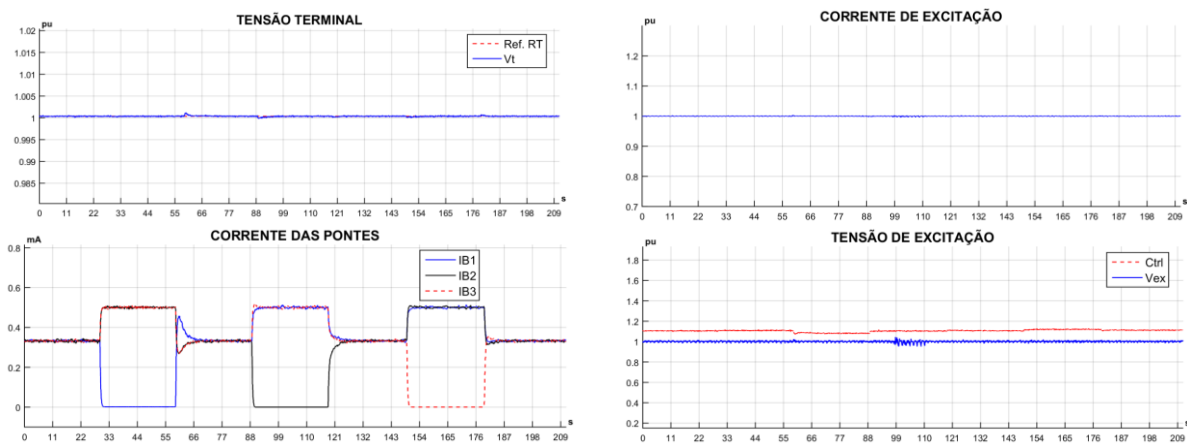 TENSÃO TERMINAL
pu
1.02
1.015
1.01
1.005
1
0.995
0.99
0.985
Ref. RT
Vt
0 11 22 33 44 55 66 77 88 99 110 121 132 143 154 165 176 187 198 209
s
CORRENTE DE EXCITAÇÃO
pu
1.2
1.1
1
0.9
0.8
0.7
0 11 22 33 44 55 66 77 88 99 110 121 132 143 154 165 176 187 198 209
s
CORRENTE DAS PONTES
mA
0.8
0.6
0.4
0.2
0
IB1
IB2
IB3
0 11 22 33 44 55 66 77 88 99 110 121 132 143 154 165 176 187 198 209
s
TENSÃO DE EXCITAÇÃO
pu
1.8
1.6
1.4
1.2
1
0.8
0.6
0.4
0.2
Ctrl
Vex
0 11 22 33 44 55 66 77 88 99 110 121 132 143 154 165 176 187 198 209
s